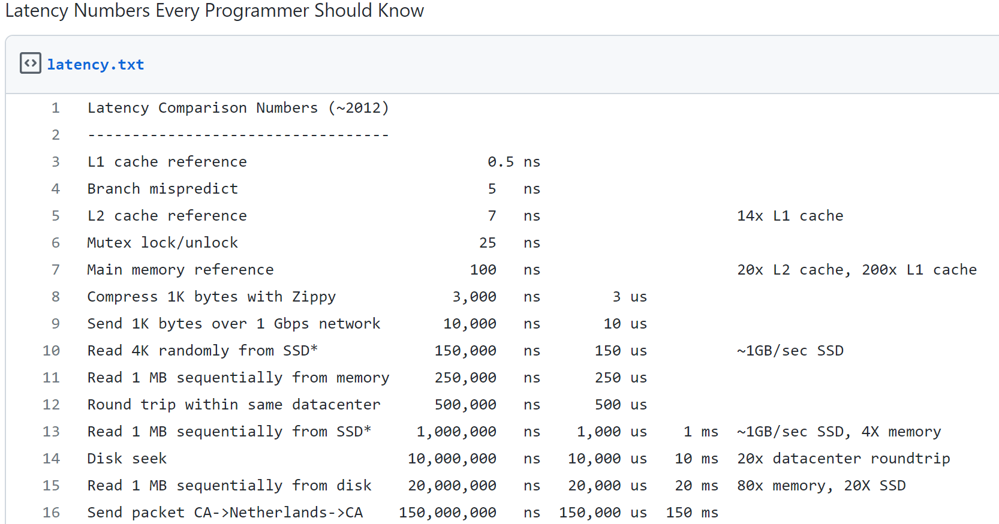 Latency Numbers Every Programmer Should Know
latency.txt
1 Latency Comparison Numbers (~2012)
2 ----------------------------------
3 L1 cache reference 0.5 ns
4 Branch mispredict 5 ns
5 L2 cache reference 7 ns 14x L1 cache
6 Mutex lock/unlock 25 ns
7 Main memory reference 100 ns 20x L2 cache, 200x L1 cache
8 Compress 1K bytes with Zippy 3,000 ns 3 us
9 Send 1K bytes over 1 Gbps network 10,000 ns 10 us
10 Read 4K randomly from SSD* 150,000 ns 150 us ~1GB/sec SSD
11 Read 1 MB sequentially from memory 250,000 ns 250 us
12 Round trip within same datacenter 500,000 ns 500 us
13 Read 1 MB sequentially from SSD* 1,000,000 ns 1,000 us 1 ms ~1GB/sec SSD, 4X memory
14 Disk seek 10,000,000 ns 10,000 us 10 ms 20x datacenter roundtrip
15 Read 1 MB sequentially from disk 20,000,000 ns 20,000 us 20 ms 80x memory, 20X SSD
16 Send packet CA->Netherlands->CA 150,000,000 ns 150,000 us 150 ms